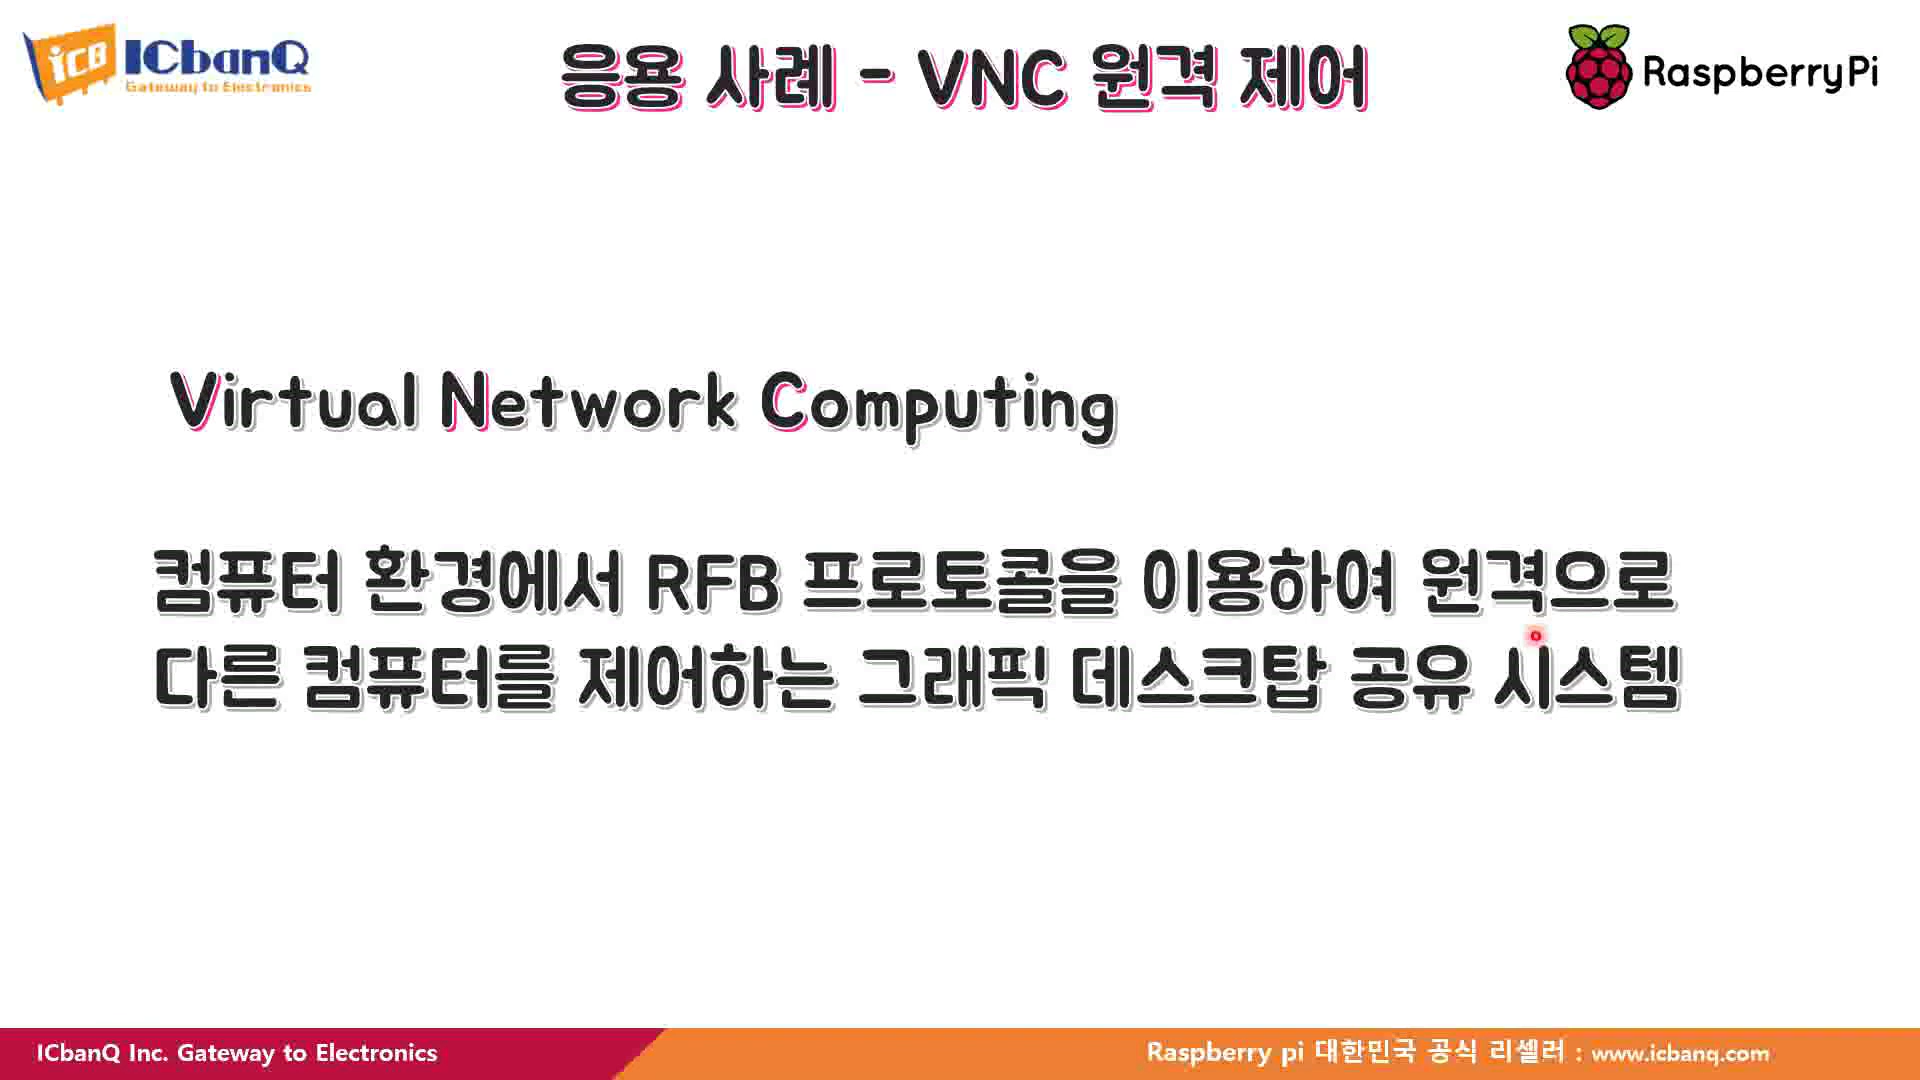 iCB ICbanQ
Gateway to Electronics
응용 사례 - VNC 원격 제어
RaspberryPi
Virtual Network Computing
컴퓨터 환경에서 RFB 프로토콜을 이용하여 원격으로
다른 컴퓨터를 제어하는 그래픽 데스크탑 공유 시스템
ICbanQ Inc. Gateway to Electronics
Raspberry pi 대한민국 공식 리셀러 : www.icbanq.com